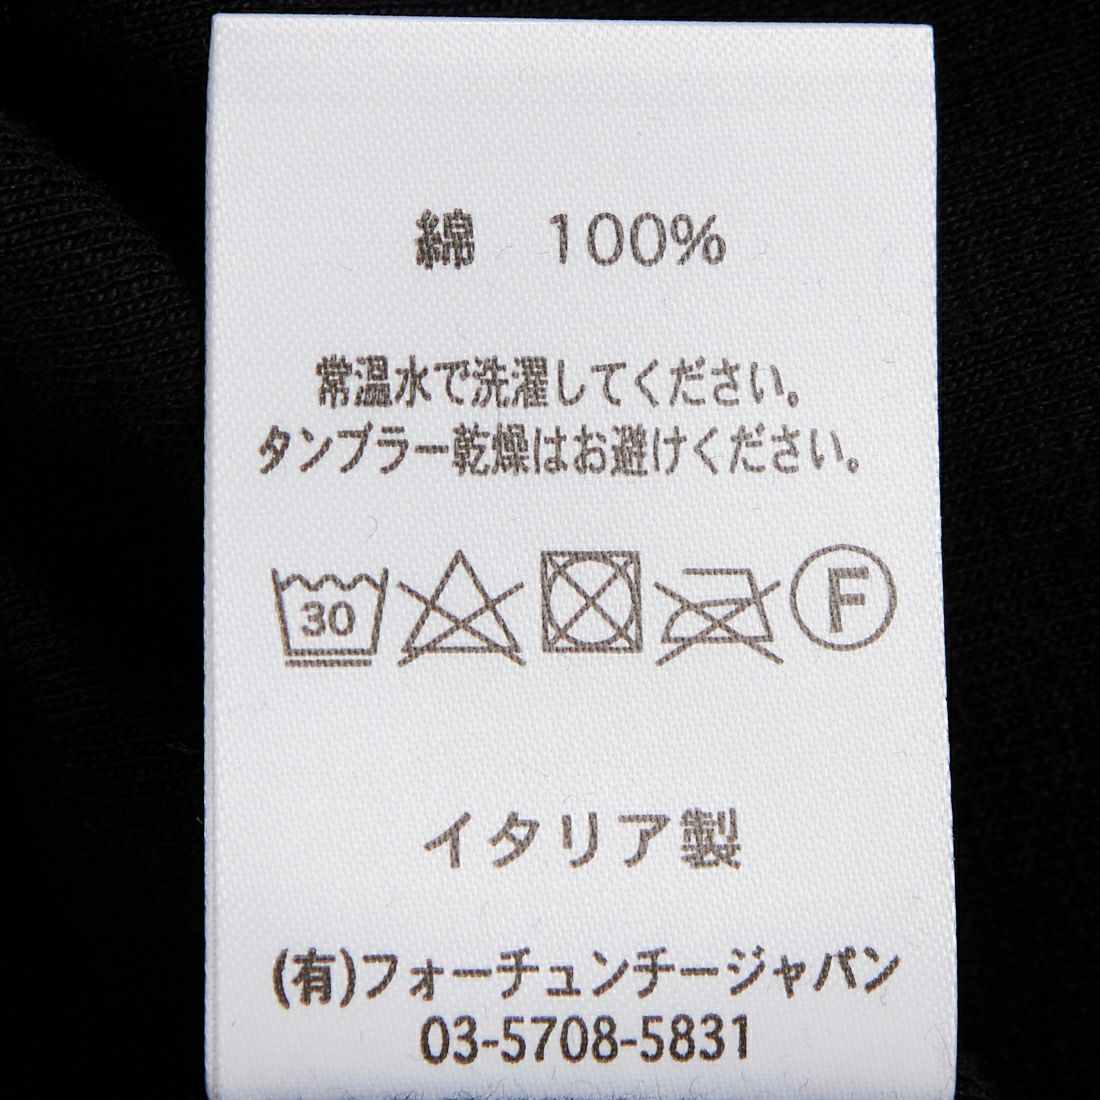 綿　100%
常温水で洗濯してください。
タンブラー乾燥はお避けください。
30 F
イタリア製
(有)フォーチュンチージャパン
03-5708-5831